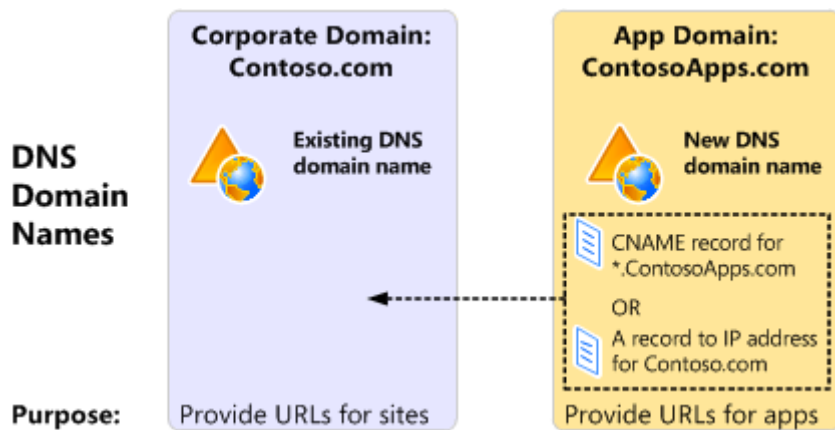 Corporate Domain:
Contoso.com
App Domain:
ContosoApps.com
DNS
Domain
Names
Existing DNS
domain name
New DNS
domain name
CNAME record for
*.ContosoApps.com
OR
A record to IP address
for Contoso.com
Purpose:
Provide URLs for sites
Provide URLs for apps